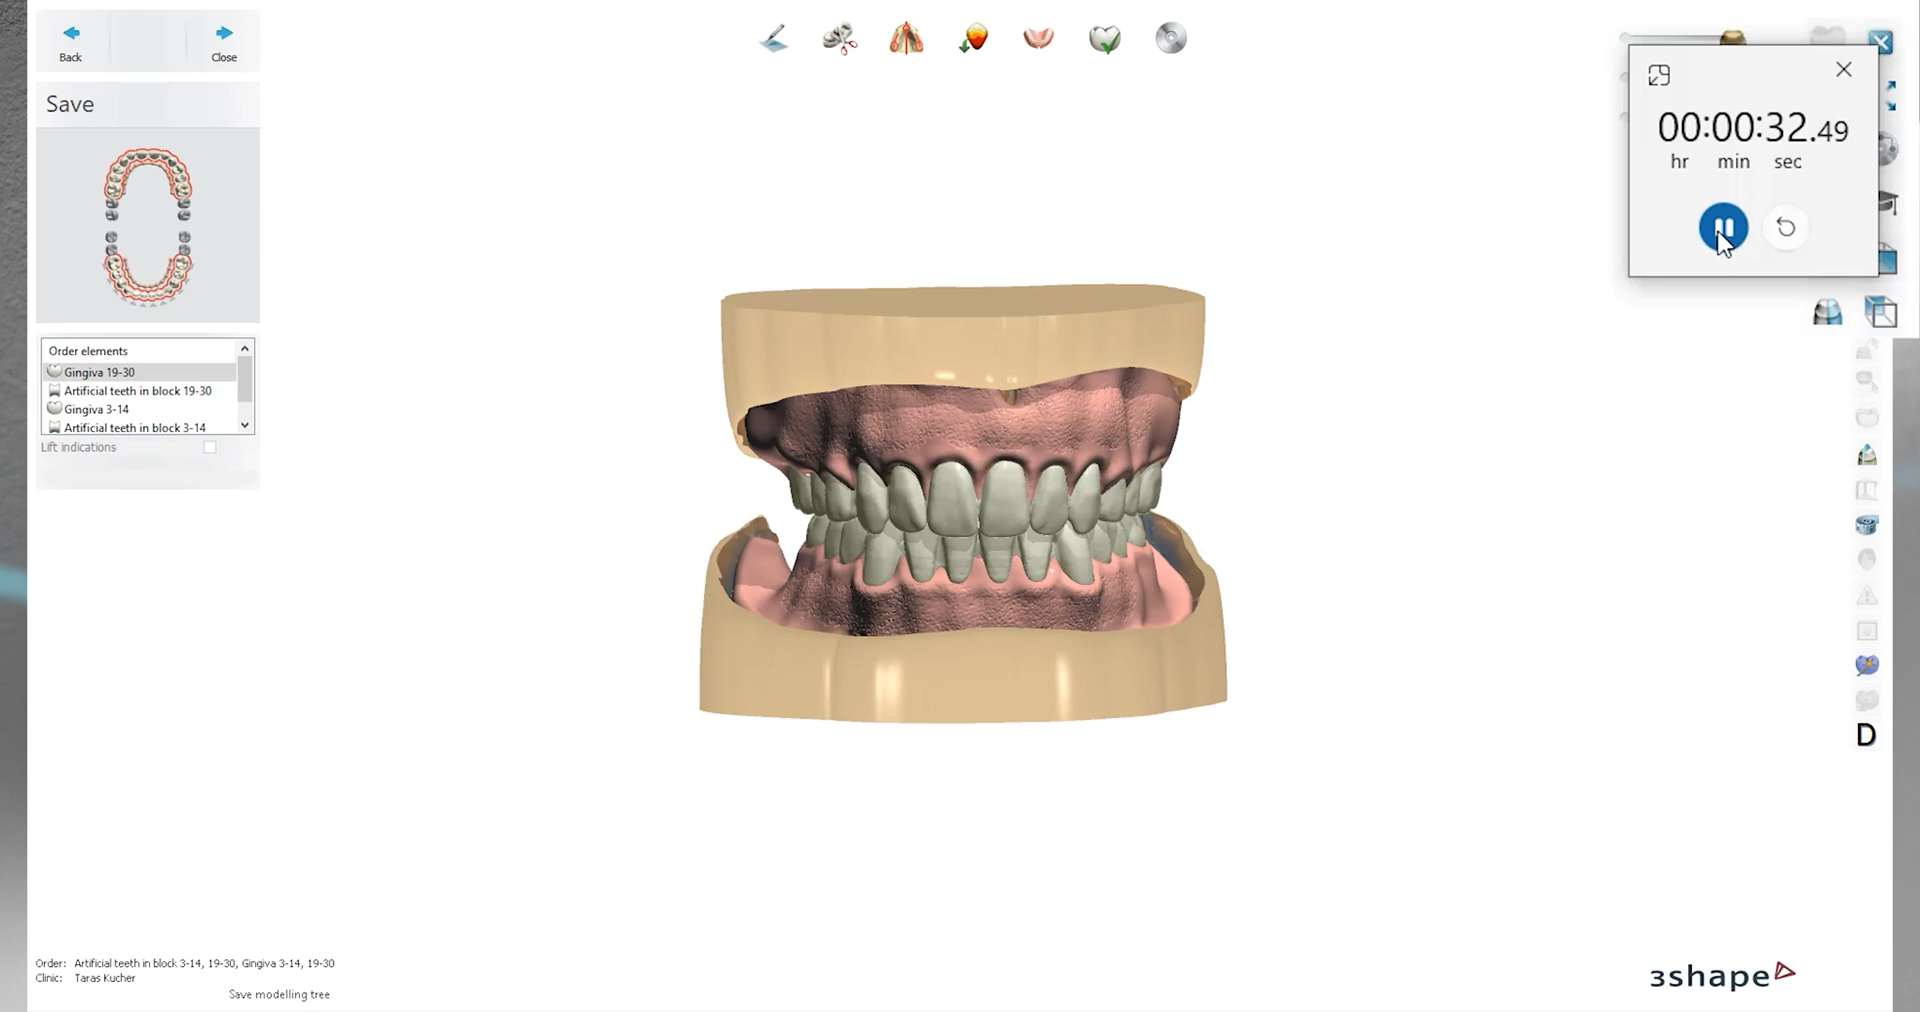 Back
Close
Save
Order elements
Gingiva 19-30
Artificial teeth in block 19-30
Gingiva 3-14
Artificial teeth in block 3-14
Lift indications
00:00:32.49
hr min sec
D
Order: Artificial teeth in block 3-14, 19-30, Gingiva 3-14, 19-30
Clinic: Taras Kucher
Save modelling tree
3shape